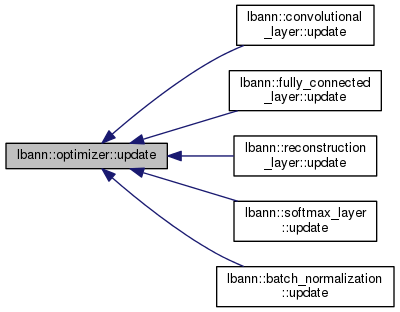 lbann::convolutional
_layer::update
lbann::fully_connected
_layer::update
lbann::optimizer::update
lbann::reconstruction
_layer::update
lbann::softmax_layer
::update
lbann::batch_normalization
::update